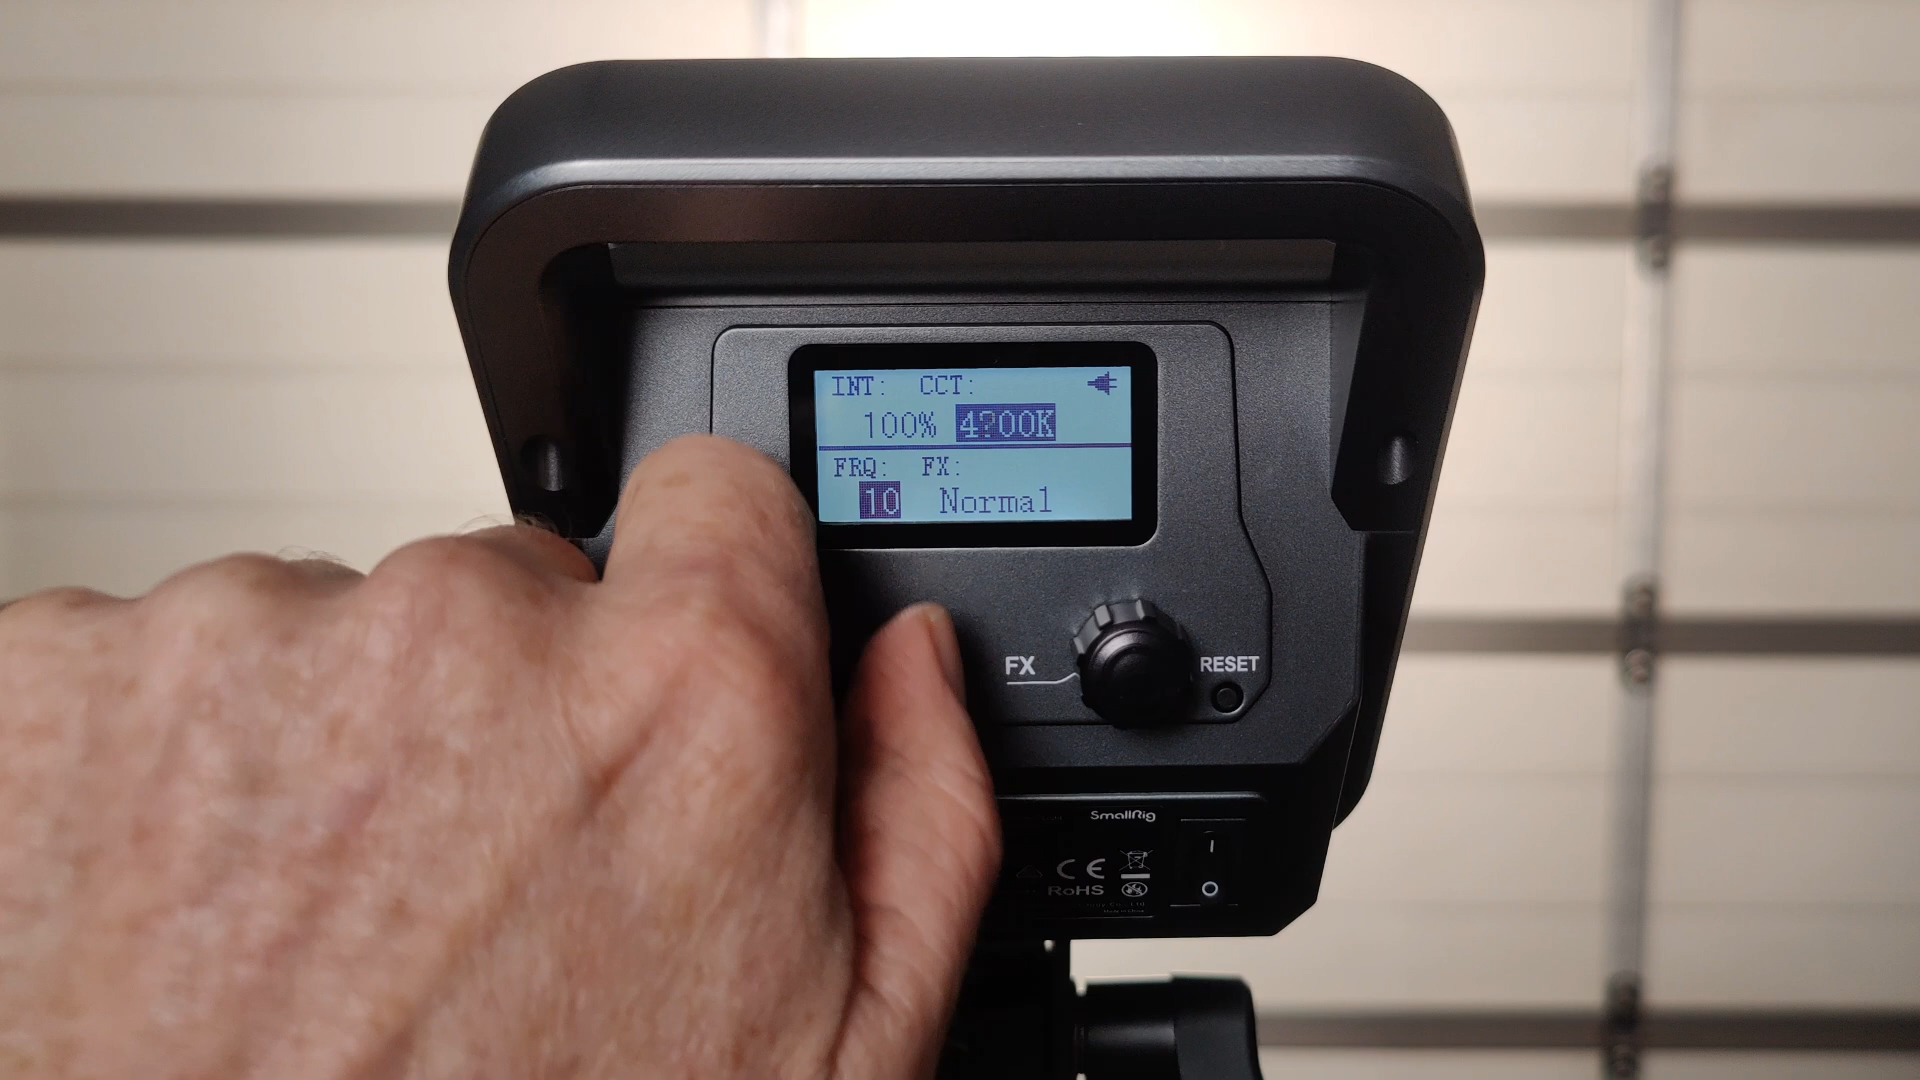 INT: CCT:
100% 4?00K
FRQ: FX:
10 Normal
FX
RESET
SmallRig
CE
RoHS